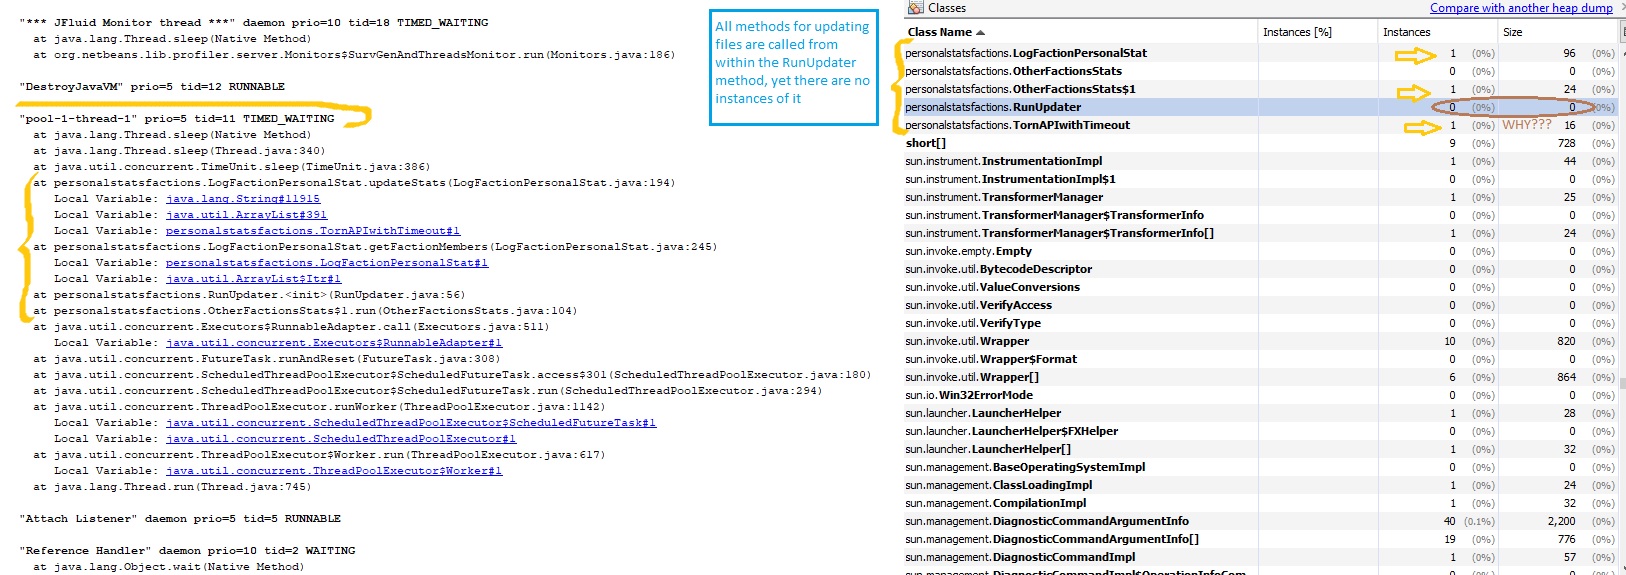 "*** JFluid Monitor thread ***" daemon prio=10 tid=18 TIMED_WAITING
at java.lang.Thread.sleep(Native Method)
at org.netbeans.lib.profiler.server.Monitors$SurvGenAndThreadsMonitor.run(Monitors.java:186)
"DestroyJavaVM" prio=5 tid=12 RUNNABLE
"pool-1-thread-1" prio=5 tid=11 TIMED_WAITING
at java.lang.Thread.sleep(Native Method)
at java.lang.Thread.sleep(Thread.java:340)
at java.util.concurrent.TimeUnit.sleep(TimeUnit.java:386)
at personalstatsfactions.LogFactionPersonalStat.updateStats(LogFactionPersonalStat.java:194)
Local Variable: java.lang.String#11915
Local Variable: java.util.ArrayList#391
Local Variable: personalstatsfactions.TornAPIwithTimeout#1
at personalstatsfactions.LogFactionPersonalStat.getFactionMembers(LogFactionPersonalStat.java:245)
Local Variable: personalstatsfactions.LogFactionPersonalStat#1
Local Variable: java.util.ArrayList$Itr#1
at personalstatsfactions.RunUpdater.<init>(RunUpdater.java:56)
at personalstatsfactions.OtherFactionsStats$1.run(OtherFactionsStats.java:104)
at java.util.concurrent.Executors$RunnableAdapter.call(Executors.java:511)
Local Variable: java.util.concurrent.Executors$RunnableAdapter#1
at java.util.concurrent.FutureTask.runAndReset(FutureTask.java:308)
at java.util.concurrent.ScheduledThreadPoolExecutor$ScheduledFutureTask.access$301(ScheduledThreadPoolExecutor.java:180)
at java.util.concurrent.ScheduledThreadPoolExecutor$ScheduledFutureTask.run(ScheduledThreadPoolExecutor.java:294)
at java.util.concurrent.ThreadPoolExecutor.runWorker(ThreadPoolExecutor.java:1142)
Local Variable: java.util.concurrent.ScheduledThreadPoolExecutor$ScheduledFutureTask#1
Local Variable: java.util.concurrent.ScheduledThreadPoolExecutor#1
at java.util.concurrent.ThreadPoolExecutor$Worker.run(ThreadPoolExecutor.java:617)
Local Variable: java.util.concurrent.ThreadPoolExecutor$Worker#1
at java.lang.Thread.run(Thread.java:745)
"Attach Listener" daemon prio=5 tid=5 RUNNABLE
"Reference Handler" daemon prio=10 tid=2 WAITING
at java.lang.Object.wait(Native Method)
All methods for updating
files are called from
within the RunUpdater
method, yet there are no
instances of it
Classes Compare with another heap dump
Class Name Instances [%] Instances Size
personalstatsfactions.LogFactionPersonalStat 1 (0%) 96 (0%)
personalstatsfactions.OtherFactionsStats 0 (0%) 0 (0%)
personalstatsfactions.OtherFactionsStats$1 1 (0%) 24 (0%)
personalstatsfactions.RunUpdater 0 (0%) 0 (0%)
personalstatsfactions.TornAPIwithTimeout 1 (0%) WHY??? 16 (0%)
short[] 9 (0%) 728 (0%)
sun.instrument.InstrumentationImpl 1 (0%) 44 (0%)
sun.instrument.InstrumentationImpl$1 0 (0%) 0 (0%)
sun.instrument.TransformerManager 1 (0%) 25 (0%)
sun.instrument.TransformerManager$TransformerInfo 0 (0%) 0 (0%)
sun.instrument.TransformerManager$TransformerInfo[] 1 (0%) 24 (0%)
sun.invoke.empty.Empty 0 (0%) 0 (0%)
sun.invoke.util.BytecodeDescriptor 0 (0%) 0 (0%)
sun.invoke.util.ValueConversions 0 (0%) 0 (0%)
sun.invoke.util.VerifyAccess 0 (0%) 0 (0%)
sun.invoke.util.VerifyType 0 (0%) 0 (0%)
sun.invoke.util.Wrapper 10 (0%) 820 (0%)
sun.invoke.util.Wrapper$Format 0 (0%) 0 (0%)
sun.invoke.util.Wrapper[] 6 (0%) 864 (0%)
sun.io.Win32ErrorMode 0 (0%) 0 (0%)
sun.launcher.LauncherHelper 1 (0%) 28 (0%)
sun.launcher.LauncherHelper$FXHelper 0 (0%) 0 (0%)
sun.launcher.LauncherHelper[] 1 (0%) 32 (0%)
sun.management.BaseOperatingSystemImpl 0 (0%) 0 (0%)
sun.management.ClassLoadingImpl 1 (0%) 24 (0%)
sun.management.CompilationImpl 1 (0%) 32 (0%)
sun.management.DiagnosticCommandArgumentInfo 40 (0.1%) 2,200 (0%)
sun.management.DiagnosticCommandArgumentInfo[] 19 (0%) 776 (0%)
sun.management.DiagnosticCommandImpl 1 (0%) 57 (0%)